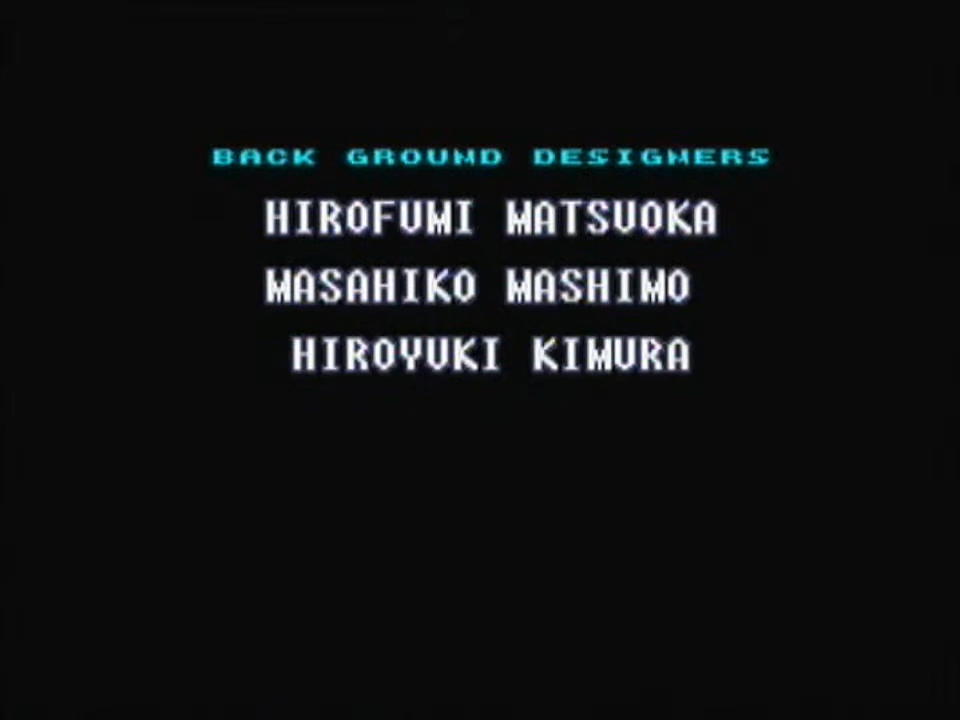 BACK GROUND DESIGNERS
HIROFUMI MATSUOKA
MASAHIKO MASHIMO
HIROYUKI KIMURA